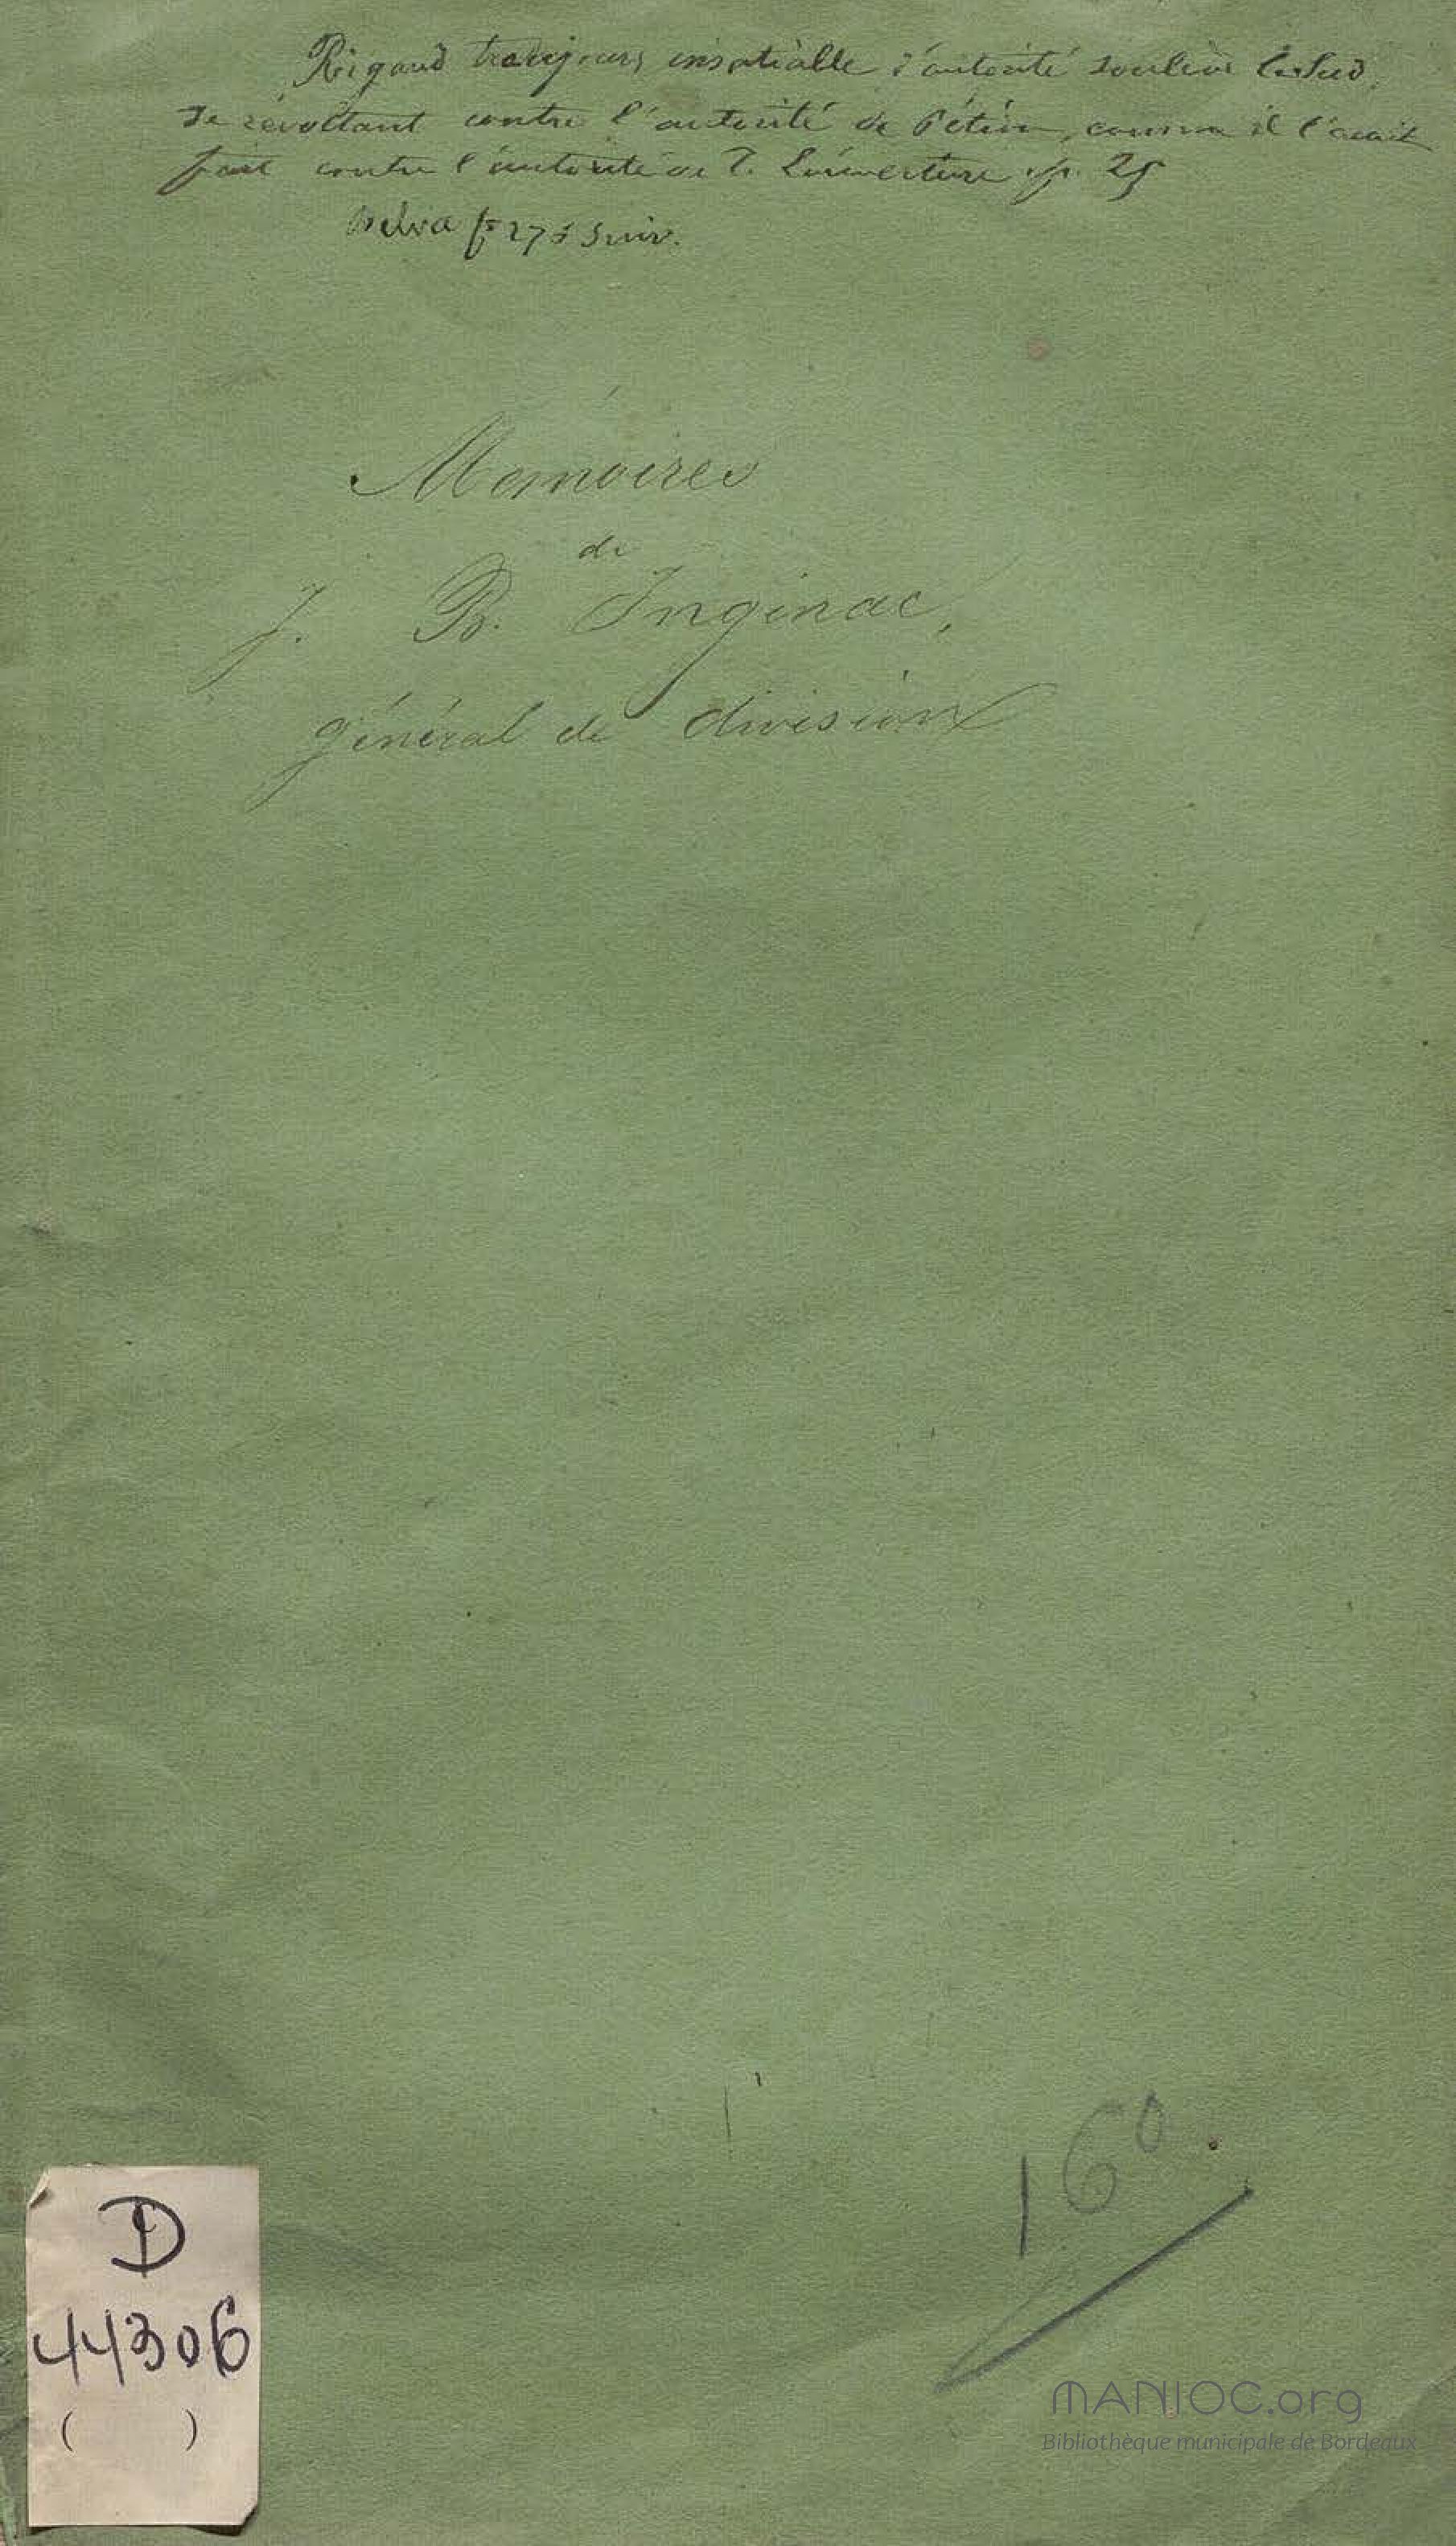 Rigaud toujours insatiable d'autorité soulève le Sud,
se révoltant contre l'autorité de Pétion, comme il l'avait
fait contre l'autorité de T. Louverture p. 25
p. 27 & suiv.
Mémoires
de
J. B. Inginac,
général de division
16⁰
D
44306
( )
MANIOC.org
Bibliothèque municipale de Bordeaux